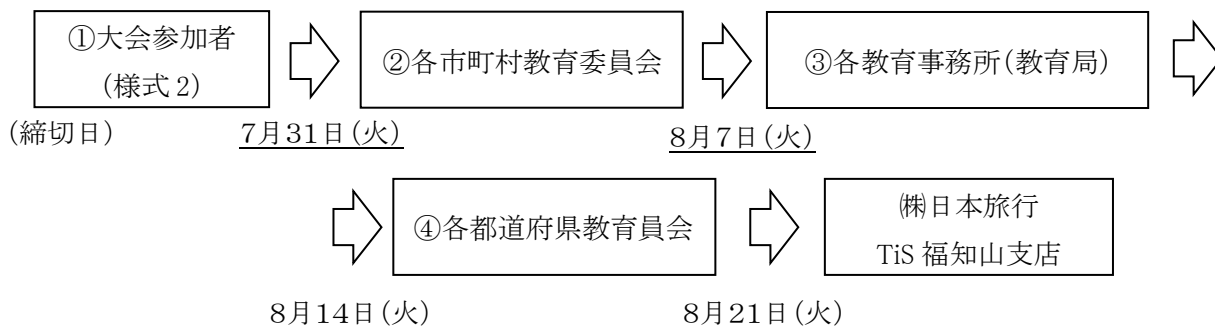 ①大会参加者
(様式2)
②各市町村教育委員会
③各教育事務所(教育局)
(締切日)
7月31日(火)
8月7日(火)
④各都道府県教育員会
㈱日本旅行
TiS福知山支店
8月14日(火)
8月21日(火)